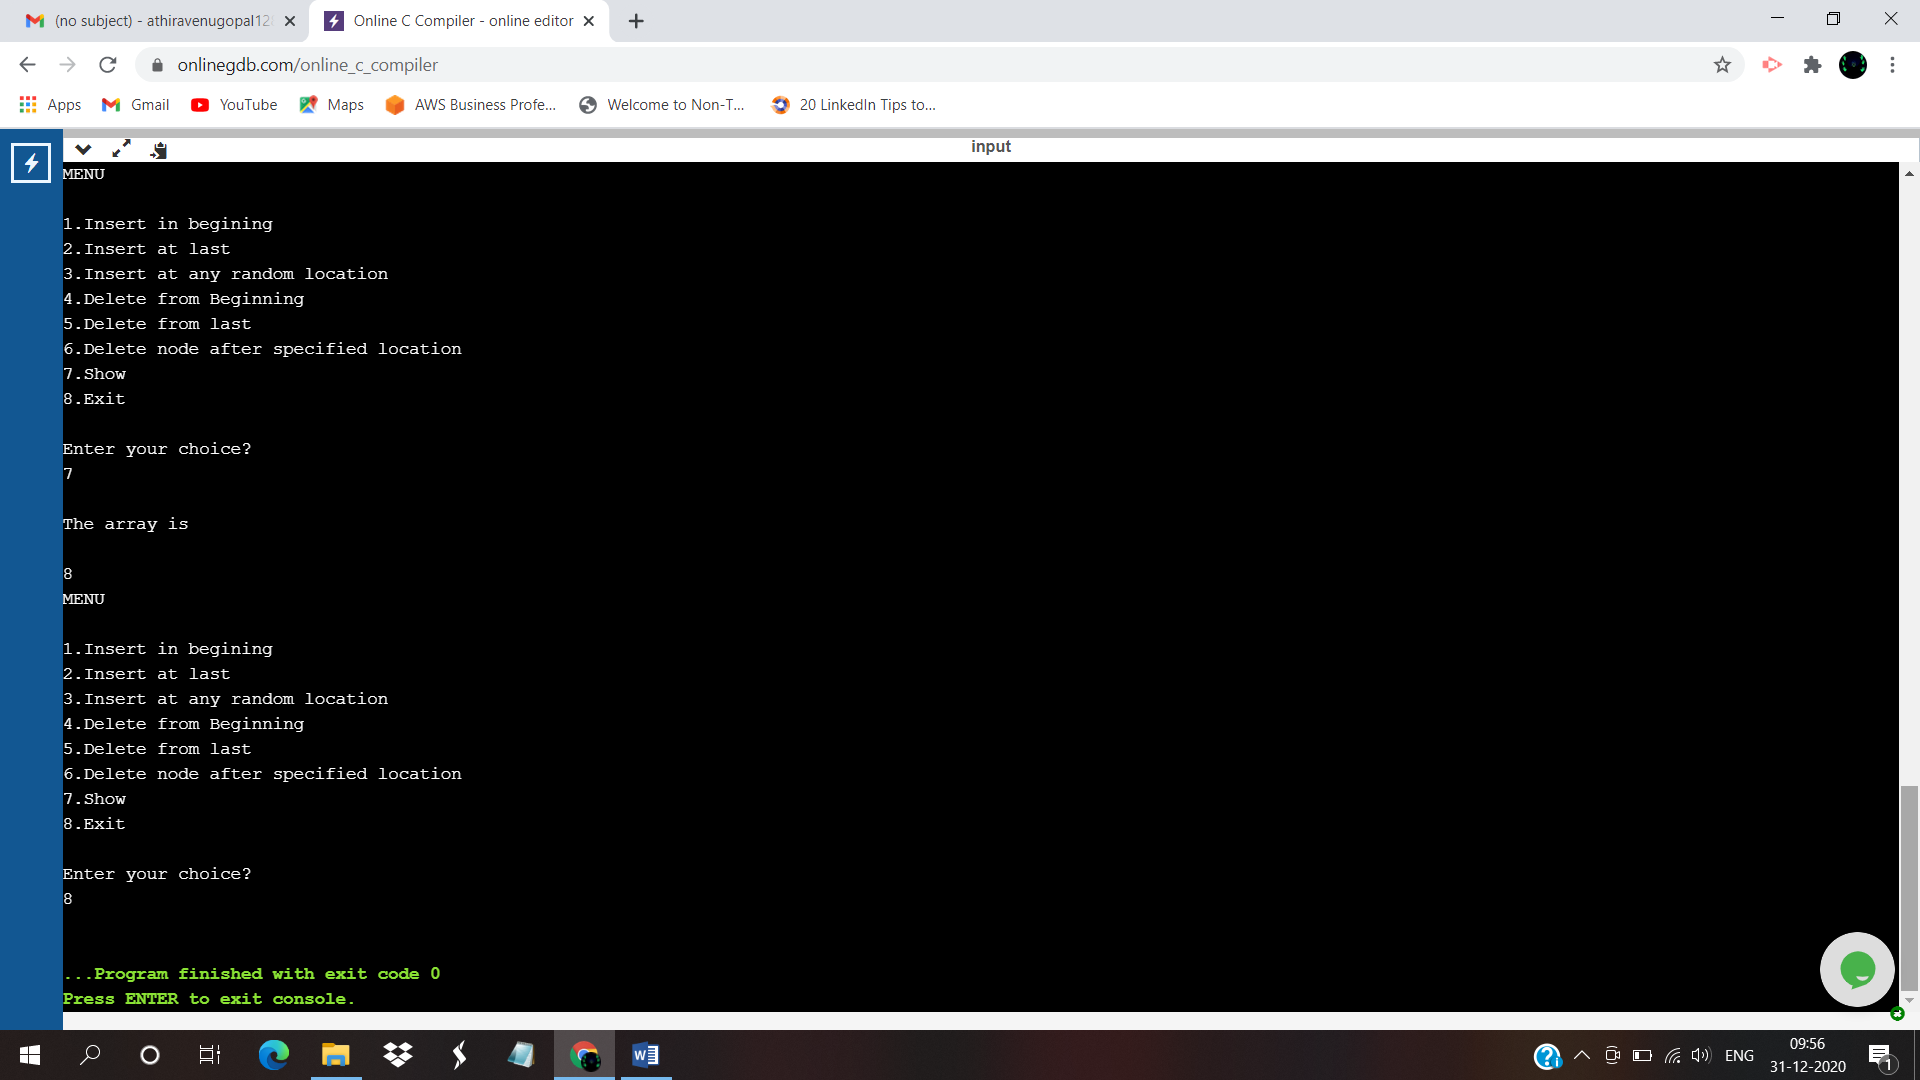 (no subject) - athiravenugopal12
Online C Compiler - online editor
onlinegdb.com/online_c_compiler
Apps
Gmail
YouTube
Maps
AWS Business Profe...
Welcome to Non-T...
20 LinkedIn Tips to...
input
MENU
1.Insert in begining
2.Insert at last
3.Insert at any random location
4.Delete from Beginning
5.Delete from last
6.Delete node after specified location
7.Show
8.Exit
Enter your choice?
7
The array is
8
MENU
1.Insert in begining
2.Insert at last
3.Insert at any random location
4.Delete from Beginning
5.Delete from last
6.Delete node after specified location
7.Show
8.Exit
Enter your choice?
8
...Program finished with exit code 0
Press ENTER to exit console.
ENG
09:56
31-12-2020
1